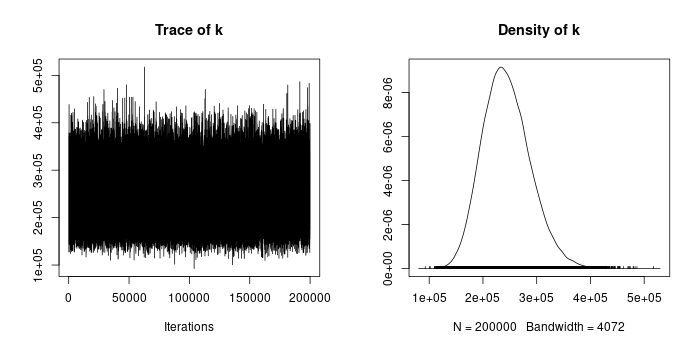 Trace of k
5e+05
4e+05
3e+05
2e+05
1e+05
0 50000 100000 150000 200000
Iterations
Density of k
8e-06
6e-06
4e-06
2e-06
0e+00
1e+05 2e+05 3e+05 4e+05 5e+05
N = 200000 Bandwidth = 4072